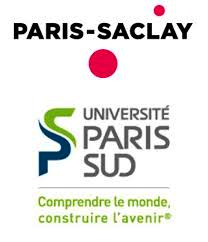 PARIS-SACLAY
UNIVERSITÉ
PARIS
SUD
Comprendre le monde,
construire l'avenir®